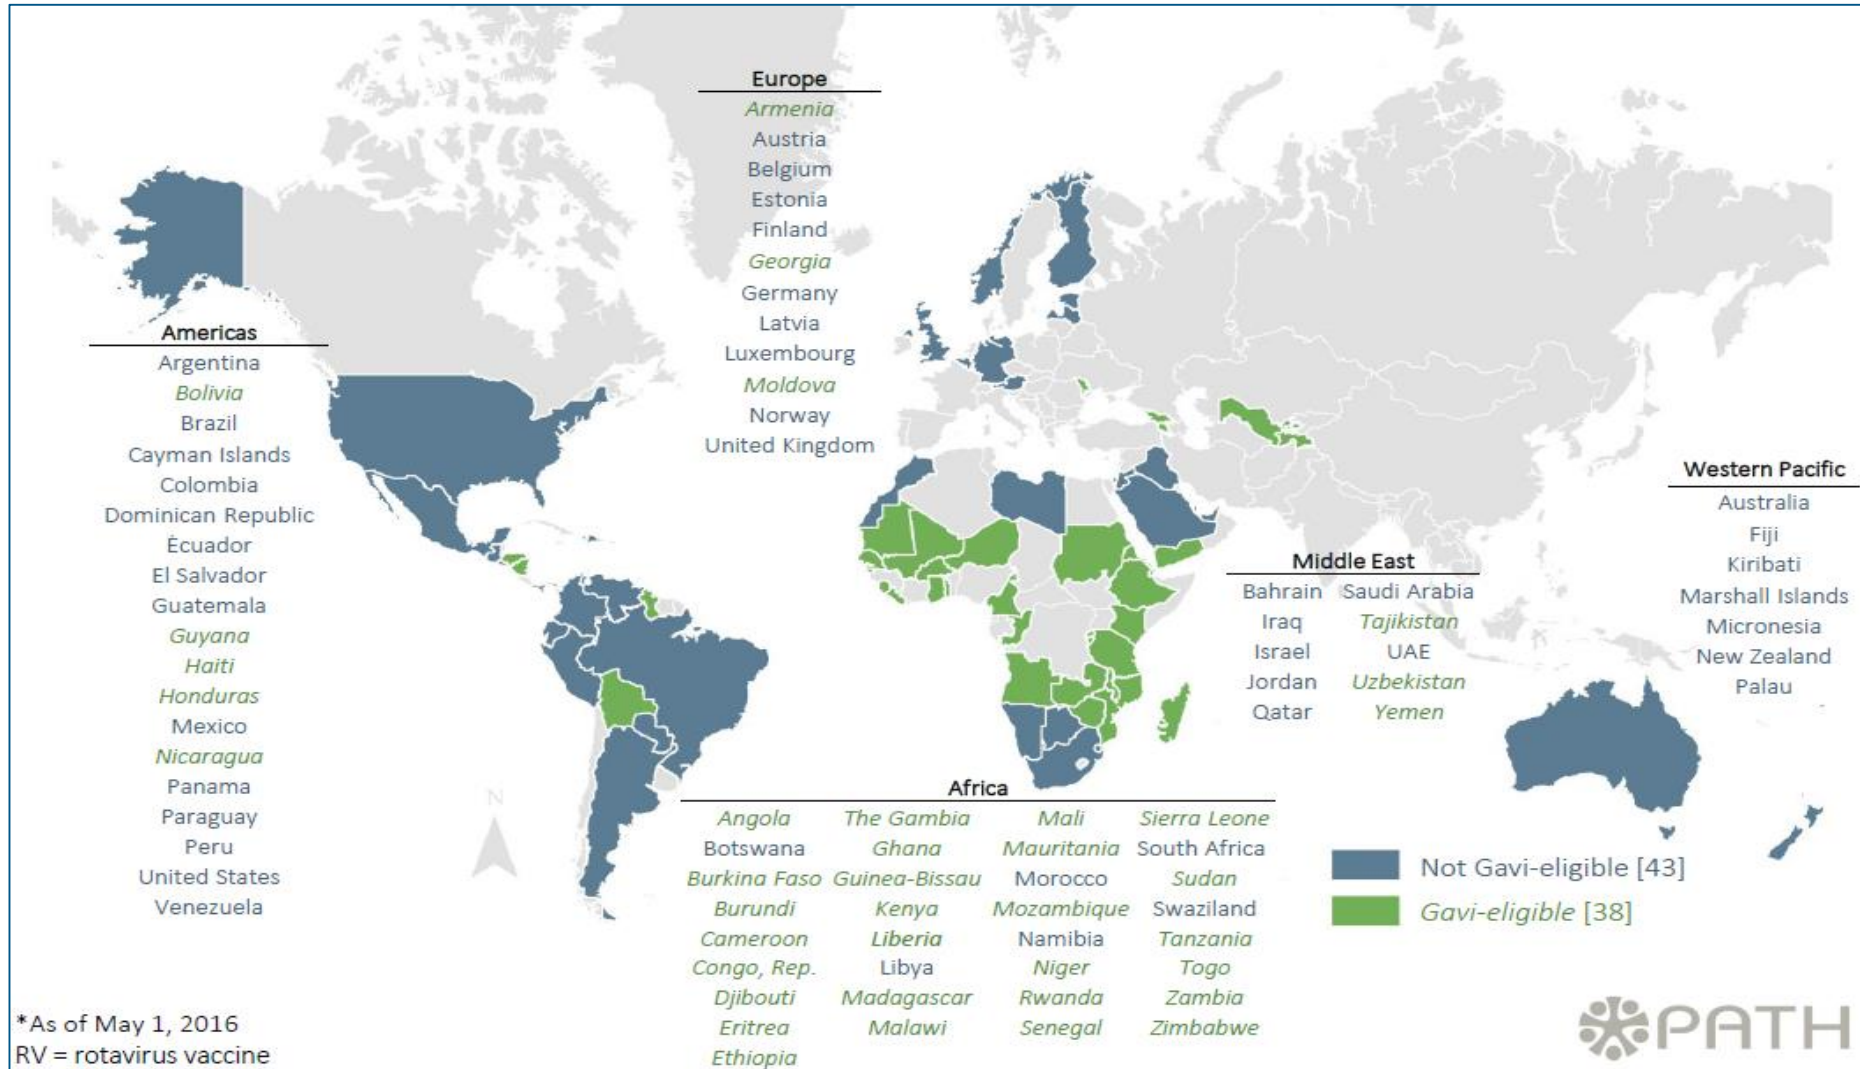 Europe
Armenia
Austria
Belgium
Estonia
Finland
Georgia
Germany
Latvia
Luxembourg
Moldova
Norway
United Kingdom
Americas
Argentina
Bolivia
Brazil
Cayman Islands
Colombia
Dominican Republic
Ecuador
El Salvador
Guatemala
Guyana
Haiti
Honduras
Mexico
Nicaragua
Panama
Paraguay
Peru
United States
Venezuela
Western Pacific
Australia
Fiji
Kiribati
Marshall Islands
Micronesia
New Zealand
Palau
Middle East
Bahrain Saudi Arabia
Iraq Tajikistan
Israel UAE
Jordan Uzbekistan
Qatar Yemen
N
Africa
Angola The Gambia Mali Sierra Leone
Botswana Ghana Mauritania South Africa
Burkina Faso Guinea-Bissau Morocco Sudan
Burundi Kenya Mozambique Swaziland
Cameroon Liberia Namibia Tanzania
Congo, Rep. Libya Niger Togo
Djibouti Madagascar Rwanda Zambia
Eritrea Malawi Senegal Zimbabwe
Ethiopia
Not Gavi-eligible [43]
Gavi-eligible [38]
*As of May 1, 2016
RV = rotavirus vaccine
PATH